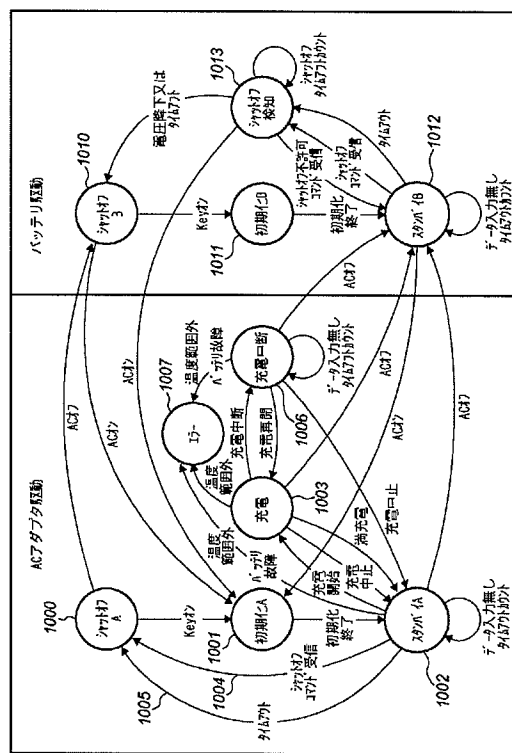 ACアダプタ駆動
バッテリ駆動
1000
シャットオフ
A
ACオフ
1010
シャットオフ
B
電圧降下又は
タイムアウト
1013
シャットオフ
検知
シャットオフ
タイムアウトカウント
ACオン
Keyオン
1001
初期化A
初期化
終了
1005
タイムアウト
1004
シャットオフ
コマンド受信
1002
スタンバイA
データ入力無し
タイムアウトカウント
1007
エラー
温度範囲外
バッテリ故障
温度
範囲外
温度
範囲外
バッテリ
故障
1003
充電
充電中断
充電再開
充電中断
1006
データ入力無し
タイムアウトカウント
充電
開始
充電
中止
満充電
充電中止
ACオン
ACオフ
Keyオン
1011
初期化B
初期化
終了
シャットオフ不許可
コマンド受信
シャットオフ
コマンド受信
タイムアウト
1012
スタンバイB
データ入力無し
タイムアウトカウント
ACオフ
ACオフ
ACオン
ACオフ